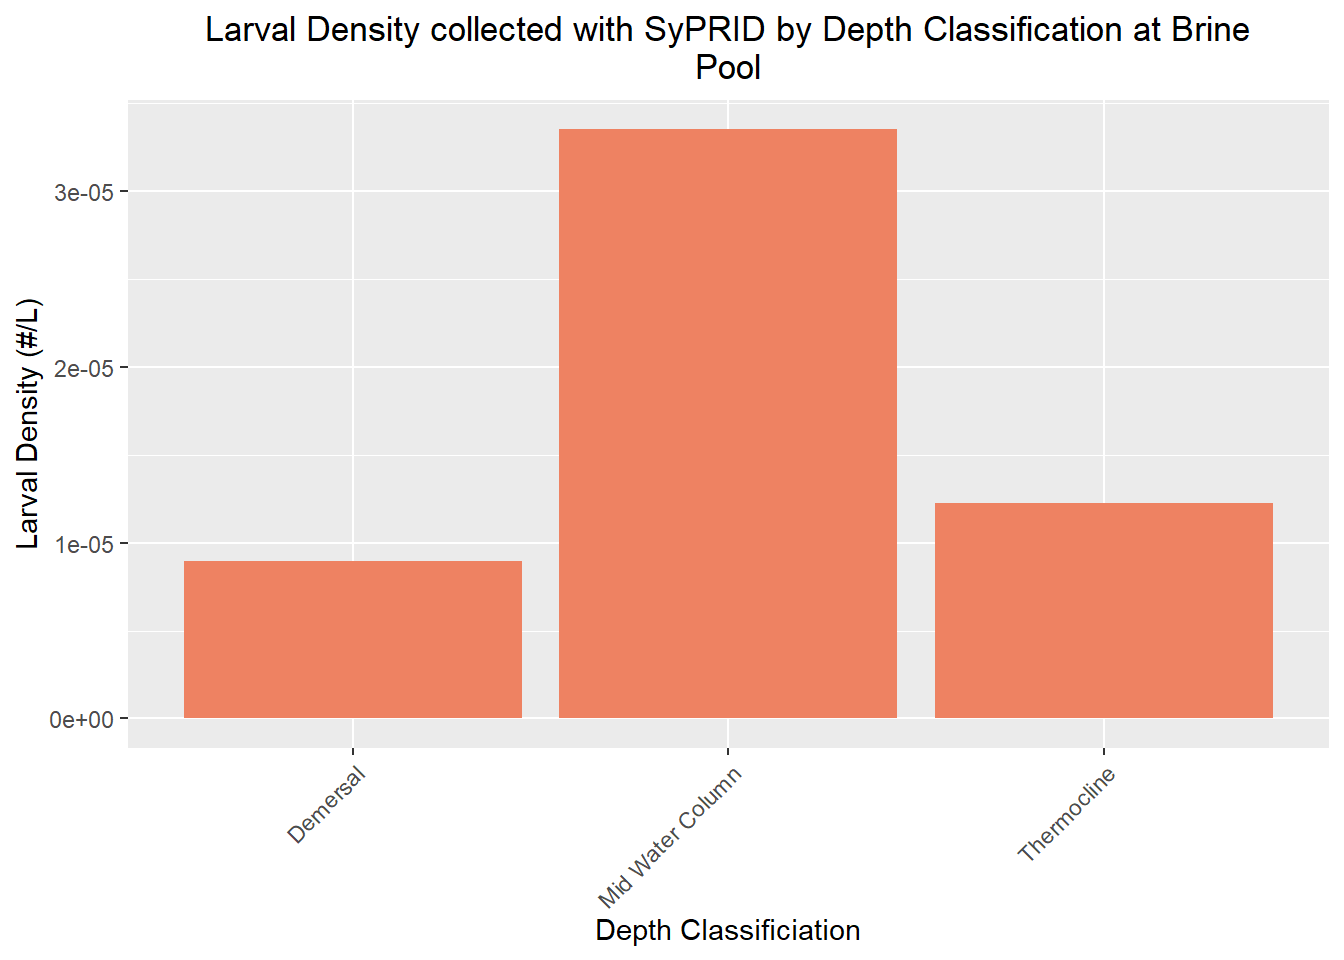 Larval Density collected with SyPRID by Depth Classification at Brine
Pool
Larval Density (#/L)
3e-05
2e-05
1e-05
0e+00
Demersal
Mid Water Column
Thermocline
Depth Classificiation